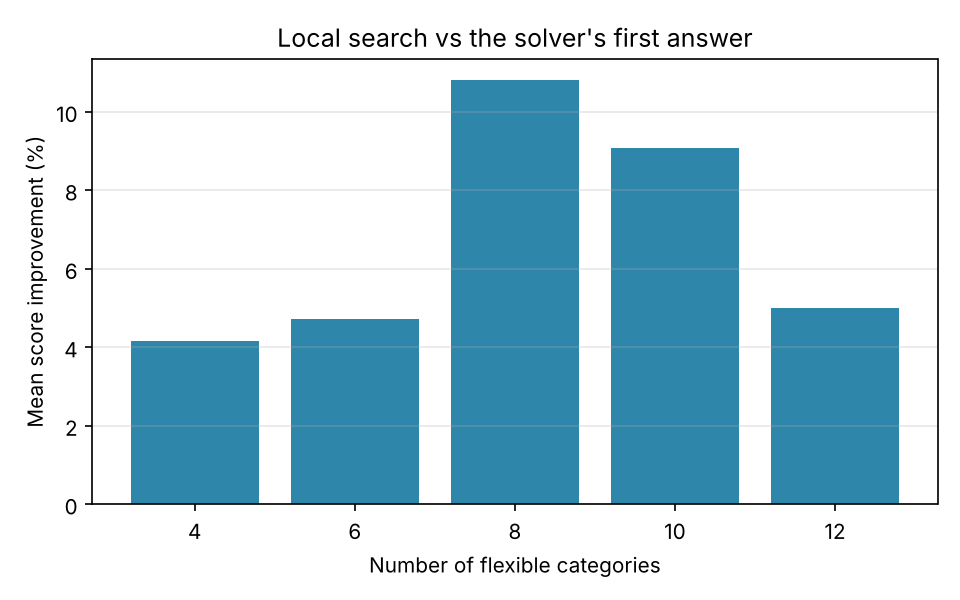 Local search vs the solver's first answer
Mean score improvement (%)
10
8
6
4
2
0
4 6 8 10 12
Number of flexible categories